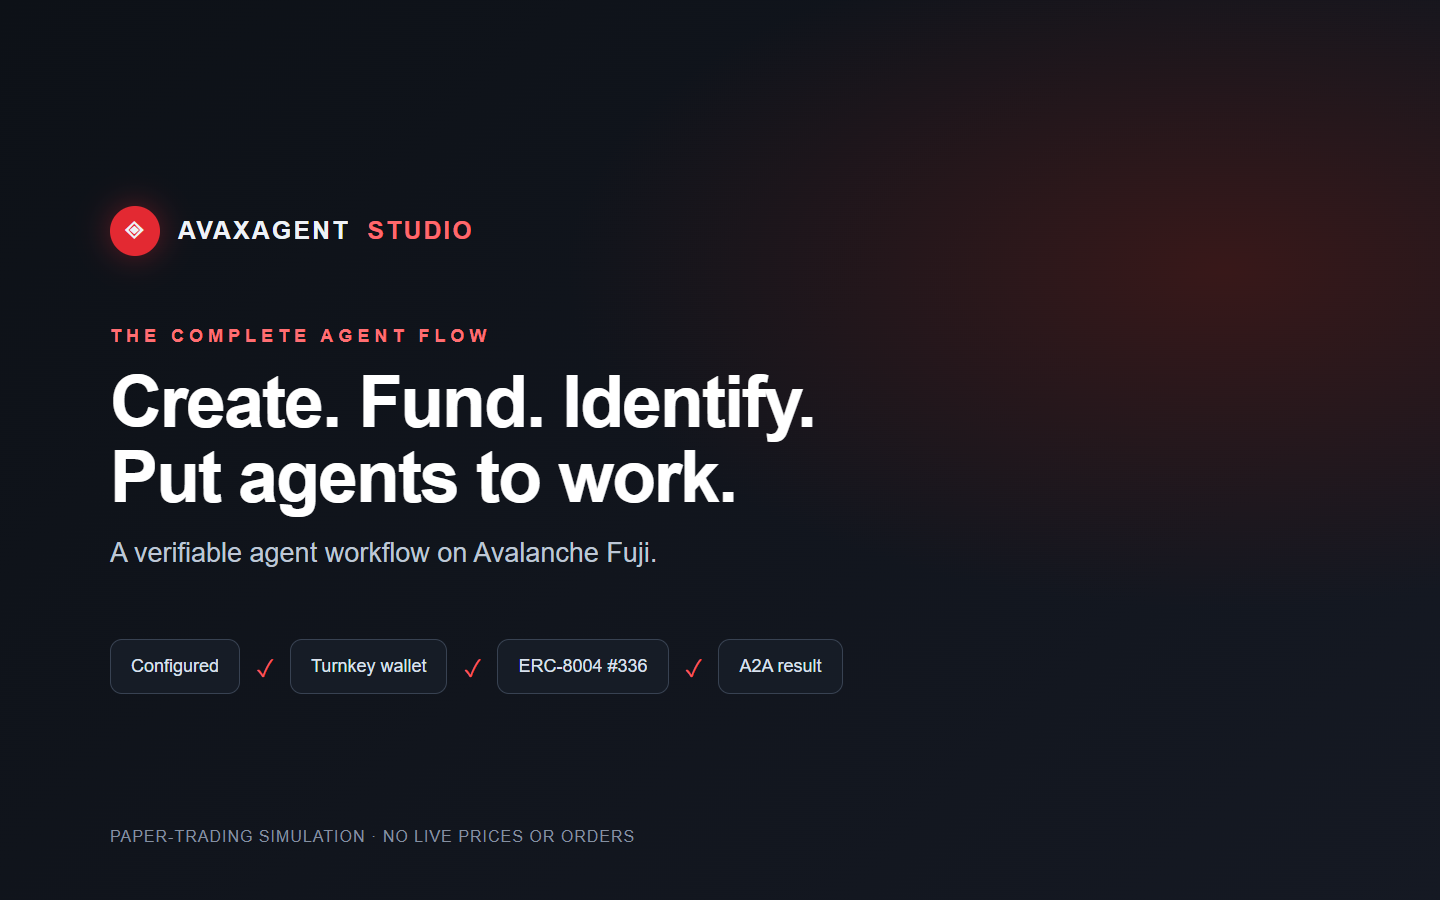 AVAXAGENT STUDIO
THE COMPLETE AGENT FLOW
Create. Fund. Identify.
Put agents to work.
A verifiable agent workflow on Avalanche Fuji.
Configured ✓ Turnkey wallet ✓ ERC-8004 #336 ✓ A2A result
PAPER-TRADING SIMULATION · NO LIVE PRICES OR ORDERS